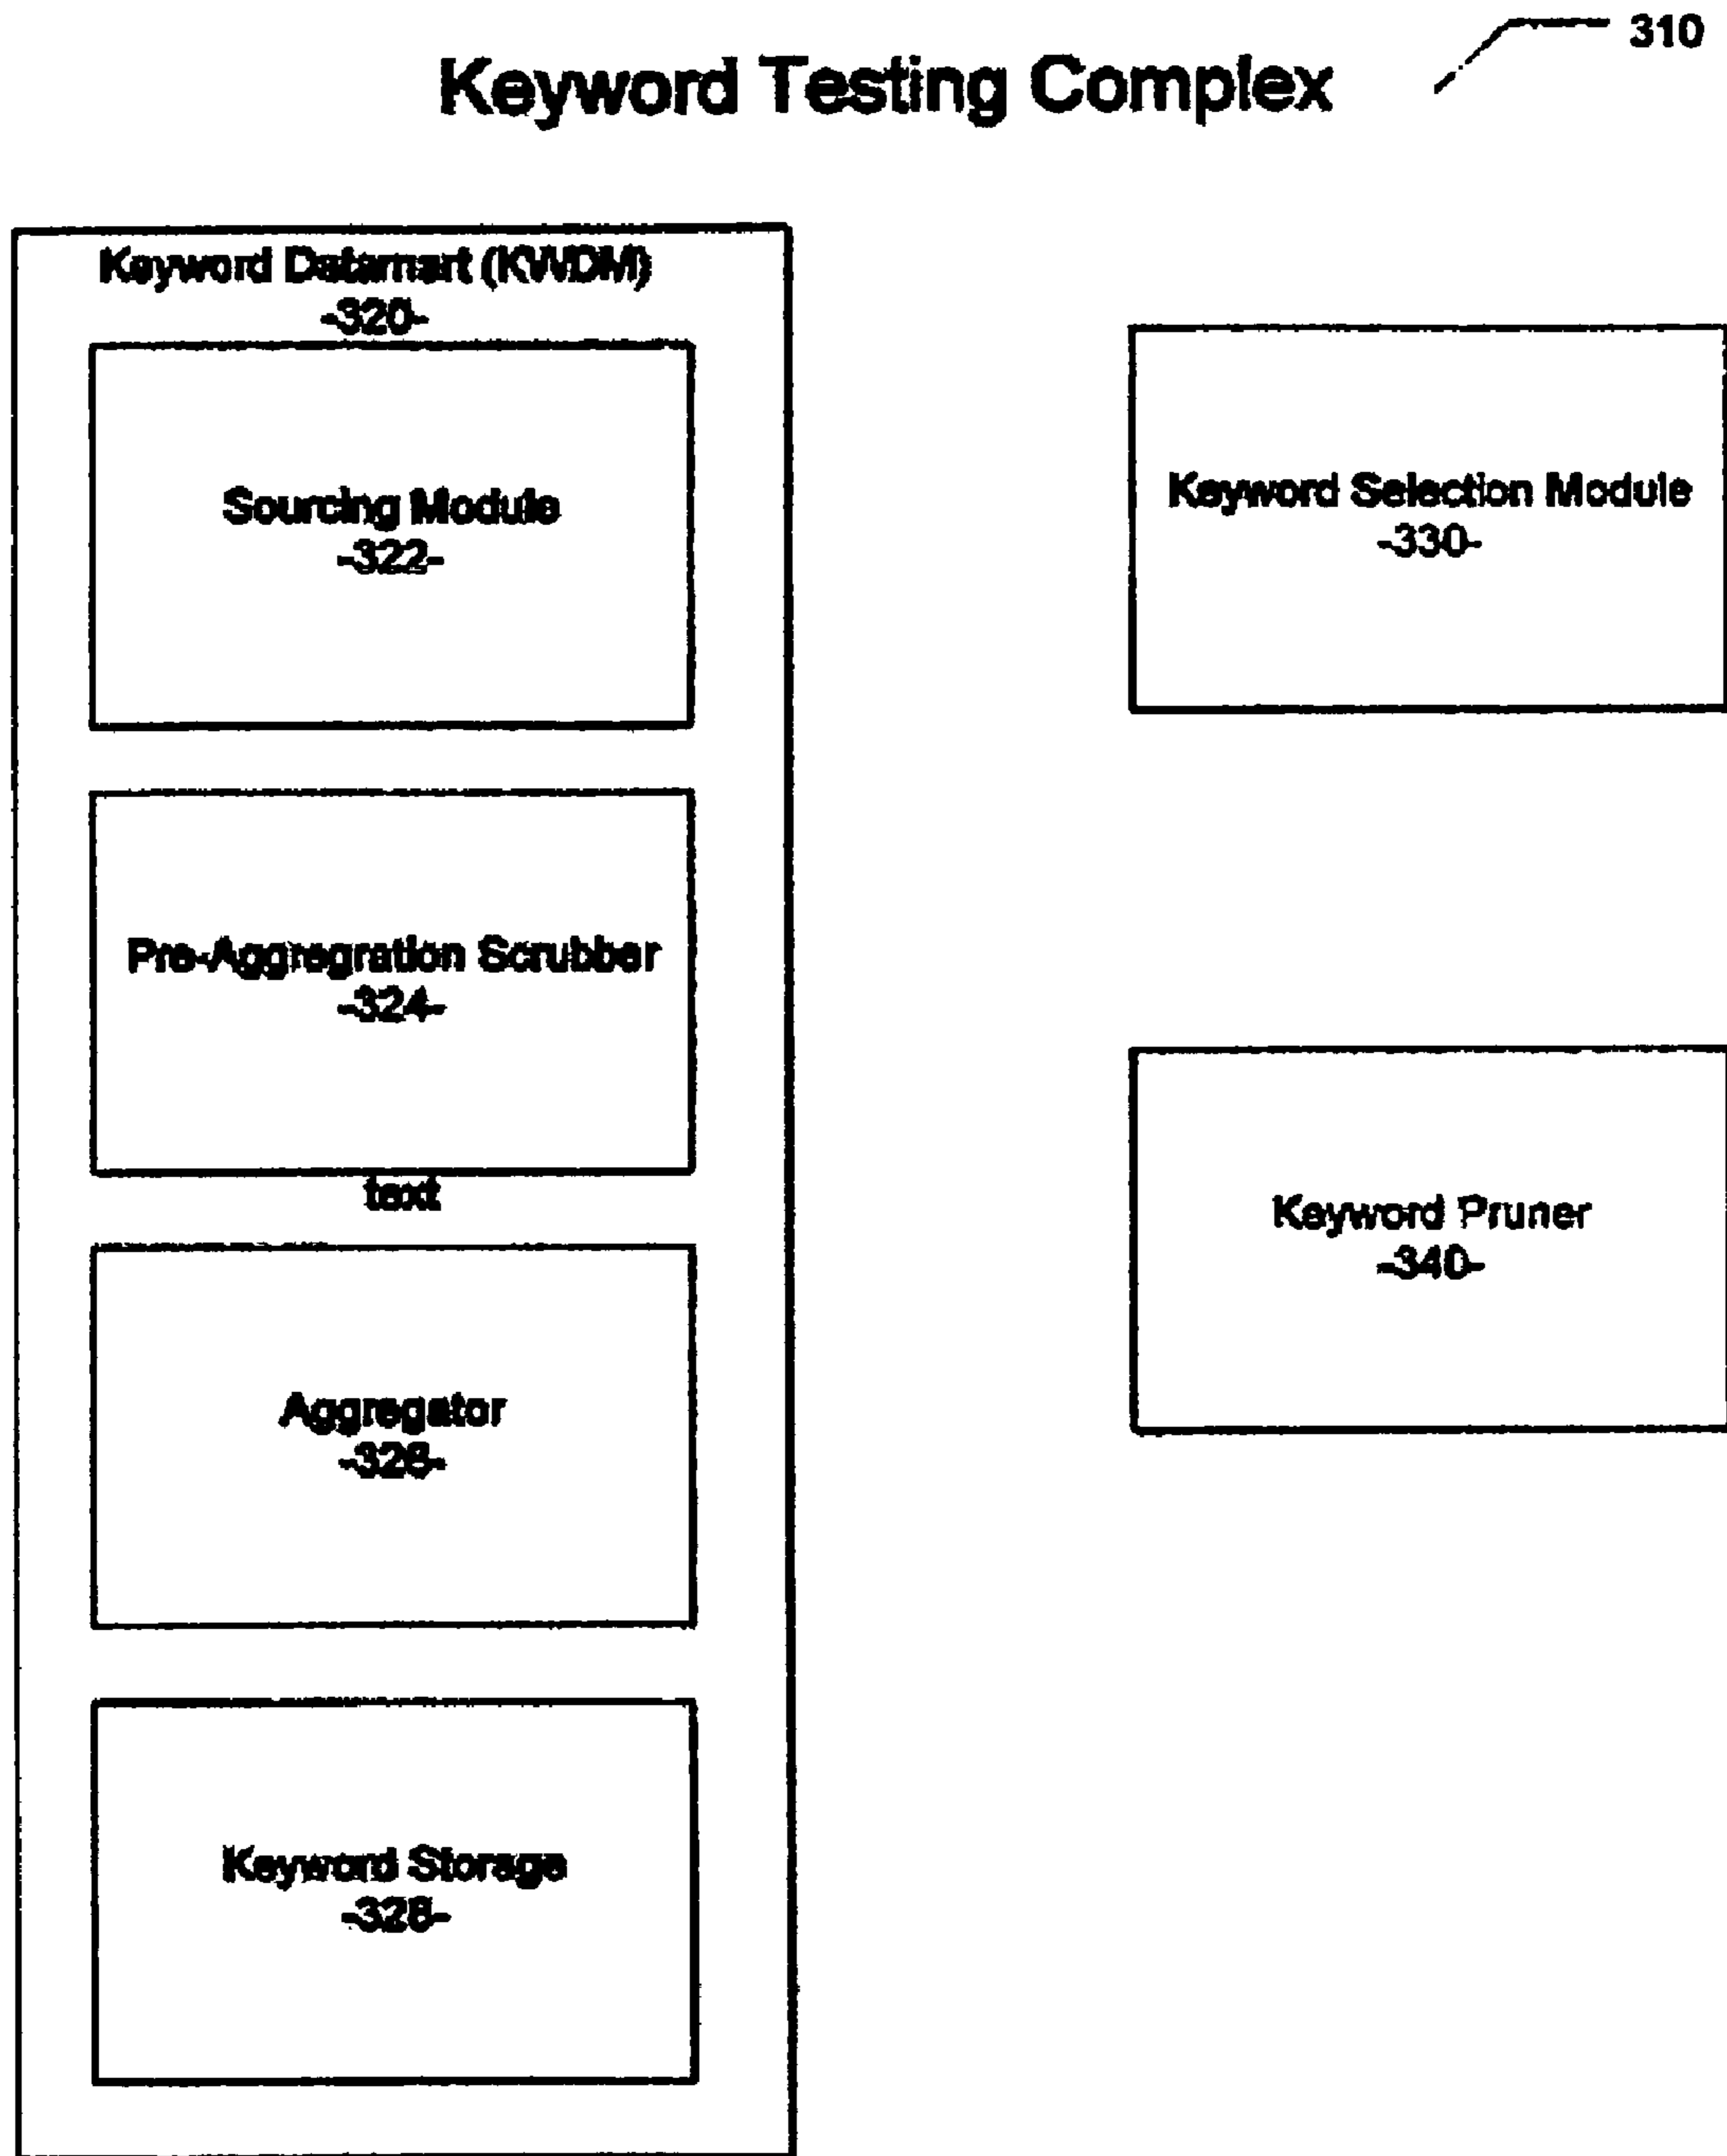 310
Keyword Testing Complex
Keyword Datamart (KWDM)
-320-
Sourcing Module
-322-
Pre-Aggregration Scrubber
-324-
text
Aggregator
-326-
Keyword Storage
-328-
Keyword Selection Module
-330-
Keyword Pruner
-340-